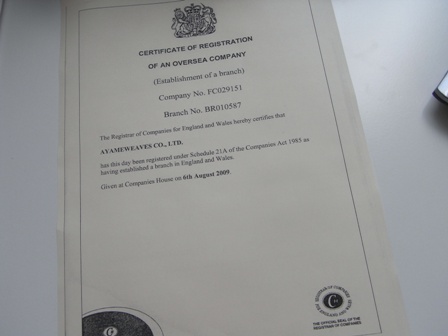 CERTIFICATE OF REGISTRATION
OF AN OVERSEA COMPANY
(Establishment of a branch)
Company No. FC029151
Branch No. BR010587
The Registrar of Companies for England and Wales hereby certifies that
AYAMEWEAVES CO., LTD.
has this day been registered under Schedule 21A of the Companies Act 1985 as
having established a branch in England and Wales.
Given at Companies House on 6th August 2009.
THE OFFICIAL SEAL OF THE
REGISTRAR OF COMPANIES